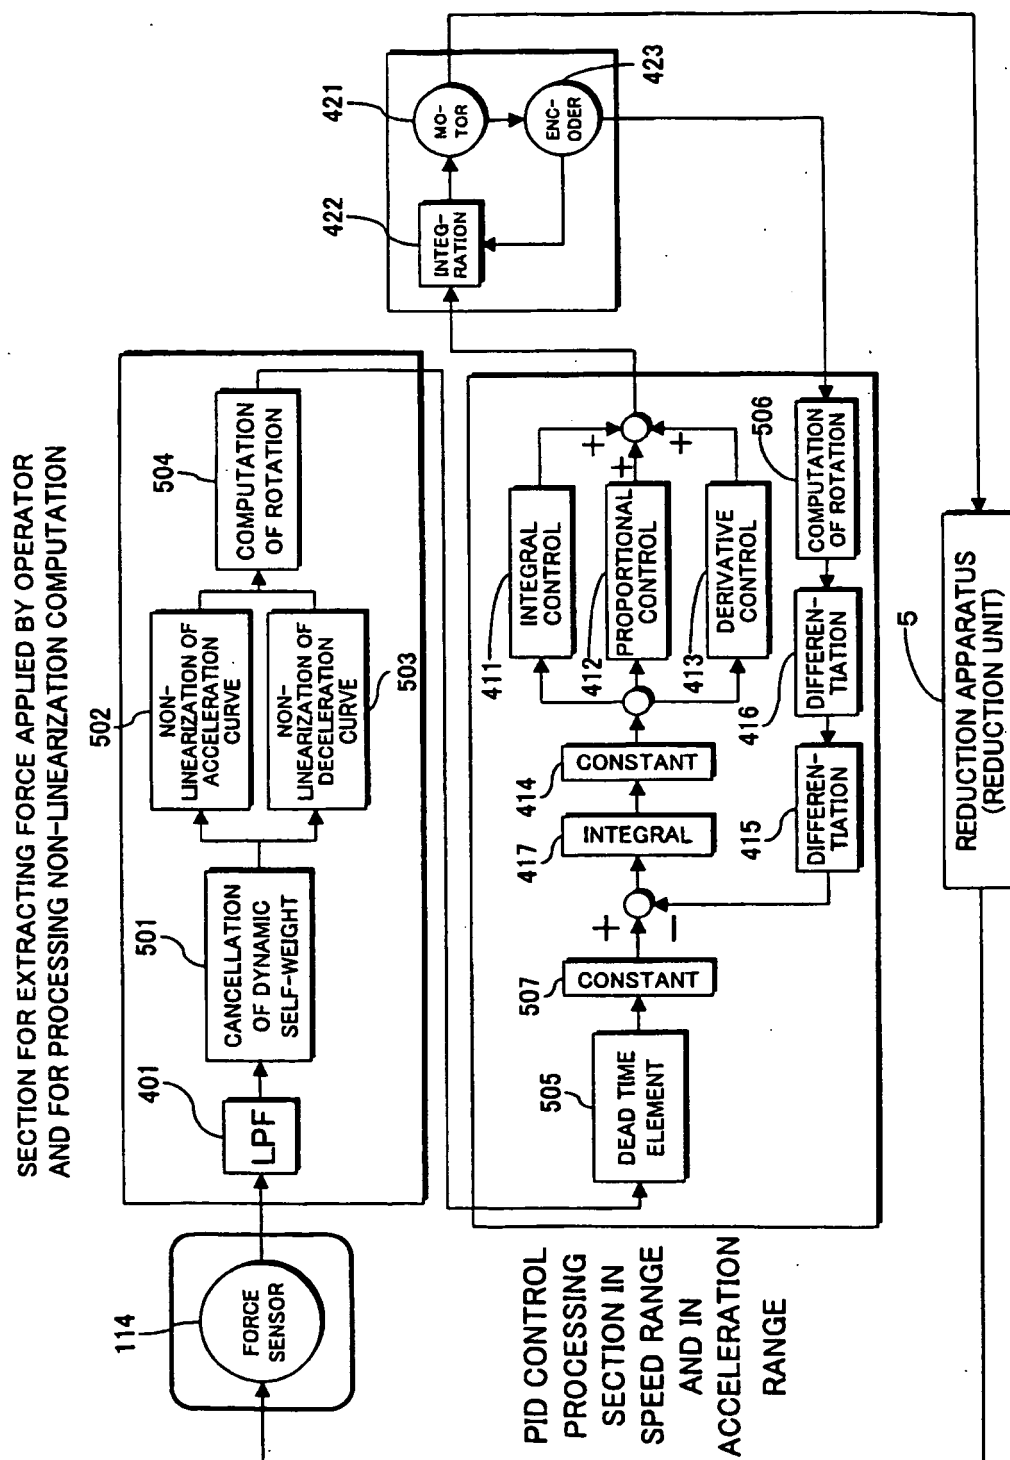 SECTION FOR EXTRACTING FORCE APPLIED BY OPERATOR
AND FOR PROCESSING NON-LINEARIZATION COMPUTATION
114
FORCE
SENSOR
401
LPF
501
CANCELLATION
OF DYNAMIC
SELF-WEIGHT
502
NON-
LINEARIZATION OF
ACCELERATION
CURVE
NON-
LINEARIZATION OF
DECELERATION
CURVE
503
504
COMPUTATION
OF ROTATION
421
MO-
TOR
422
INTEG-
RATION
423
ENC-
ODER
PID CONTROL
PROCESSING
SECTION IN
SPEED RANGE
AND IN
ACCELERATION
RANGE
505
DEAD TIME
ELEMENT
507
CONSTANT
+
−
417
INTEGRAL
414
CONSTANT
411
INTEGRAL
CONTROL
412
PROPORTIONAL
CONTROL
413
DERIVATIVE
CONTROL
+
+
+
415
DIFFEREN-
TIATION
416
DIFFEREN-
TIATION
506
COMPUTATION
OF ROTATION
5
REDUCTION APPARATUS
(REDUCTION UNIT)